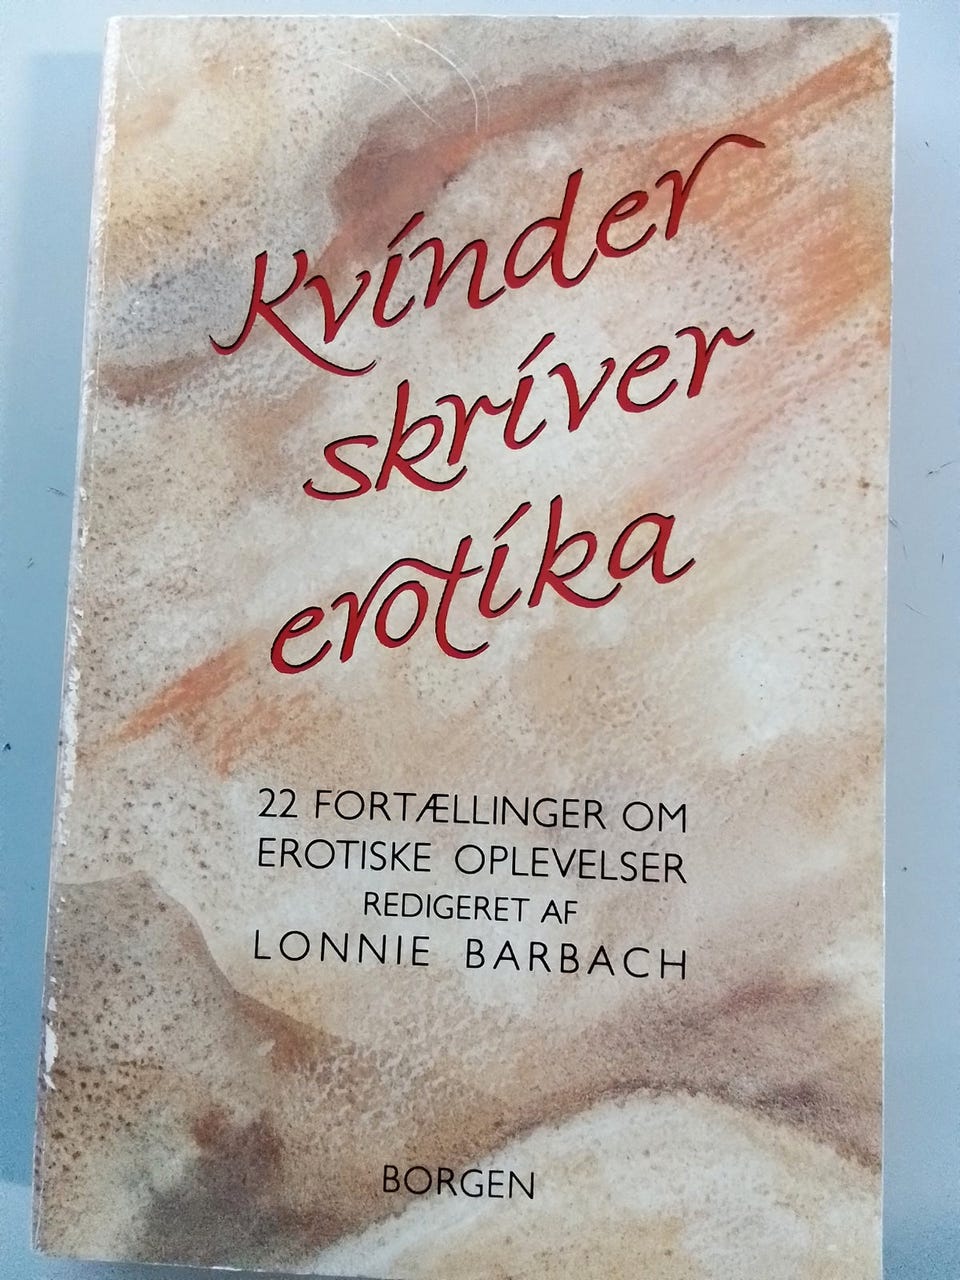 Kvinder
skriver
erotika
22 FORTÆLLINGER OM
EROTISKE OPLEVELSER
REDIGERET AF
LONNIE BARBACH
BORGEN